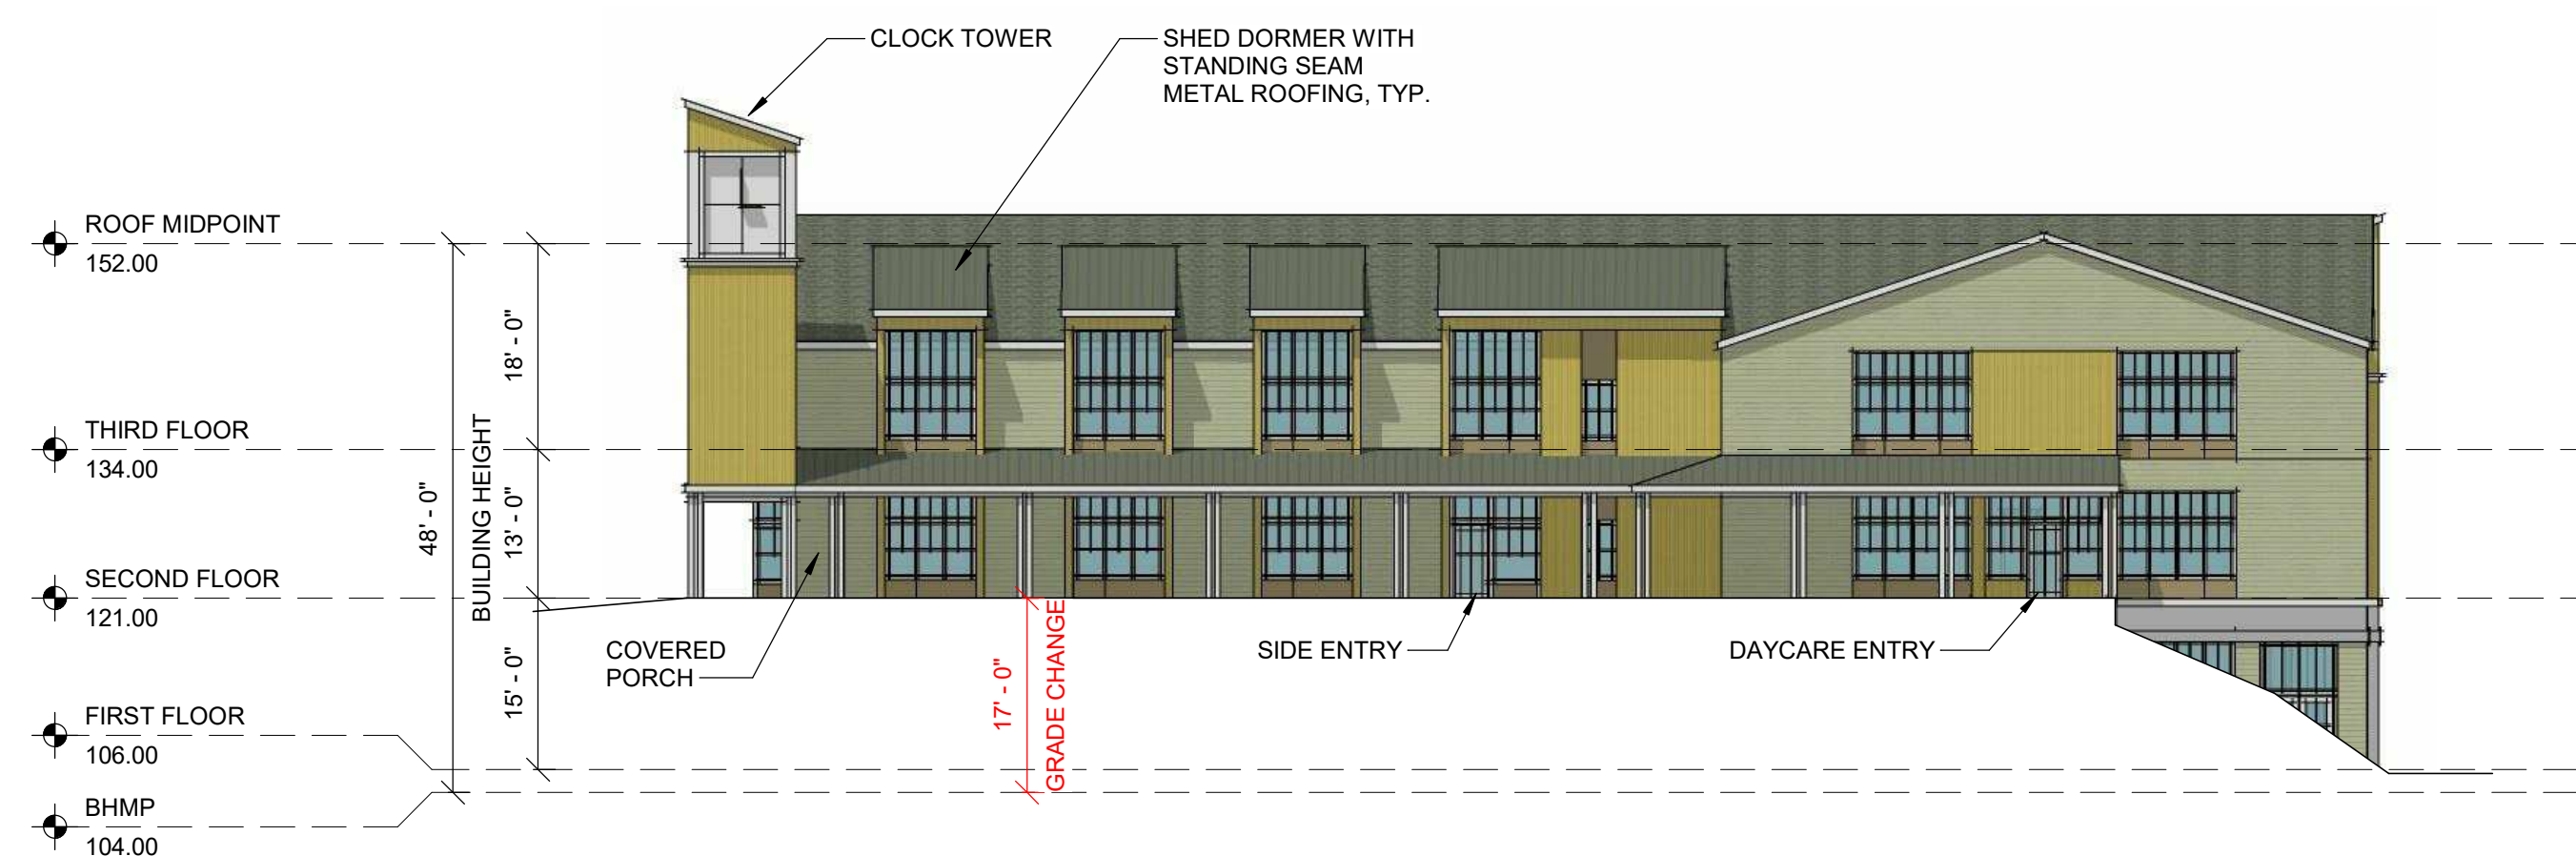 CLOCK TOWER
SHED DORMER WITH
STANDING SEAM
METAL ROOFING, TYP.
ROOF MIDPOINT
152.00
18' - 0"
THIRD FLOOR
134.00
48' - 0"
BUILDING HEIGHT
13' - 0"
SECOND FLOOR
121.00
COVERED
PORCH
15' - 0"
17' - 0"
GRADE CHANGE
SIDE ENTRY
DAYCARE ENTRY
FIRST FLOOR
106.00
BHMP
104.00